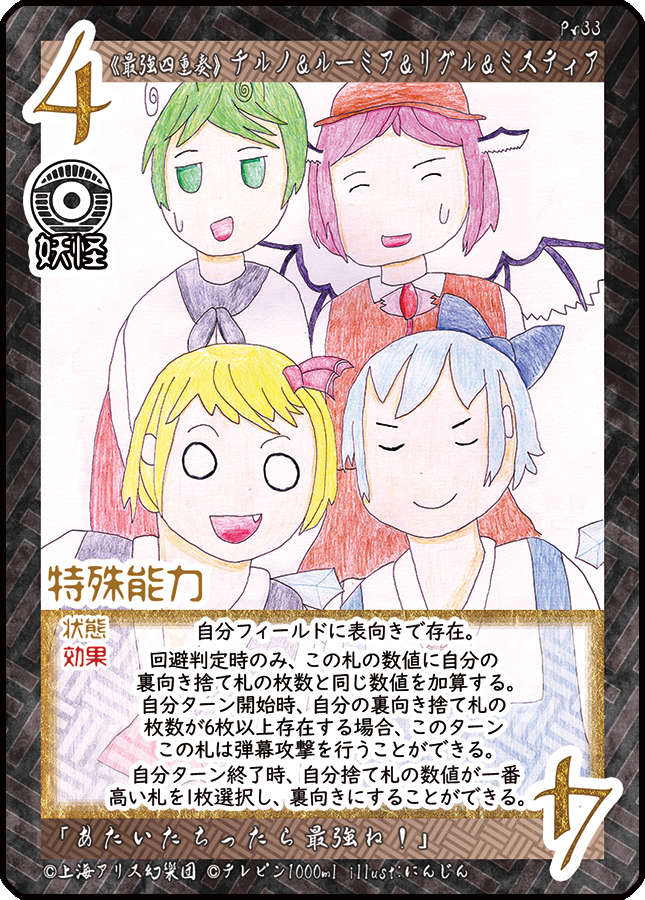 Pr33
4
《最強四重奏》チルノ&ルーミア&リグル&ミスティア
妖怪
特殊能力
状態
自分フィールドに表向きで存在。
効果
回避判定時のみ、この札の数値に自分の
裏向き捨て札の枚数と同じ数値を加算する。
自分ターン開始時、自分の裏向き捨て札の
枚数が6枚以上存在する場合、このターン
この札は弾幕攻撃を行うことができる。
自分ターン終了時、自分捨て札の数値が一番
高い札を1枚選択し、裏向きにすることができる。
4
「あたいたちったら最強ね！」
©上海アリス幻樂団 ©テレピン1000ml illust:にんじん